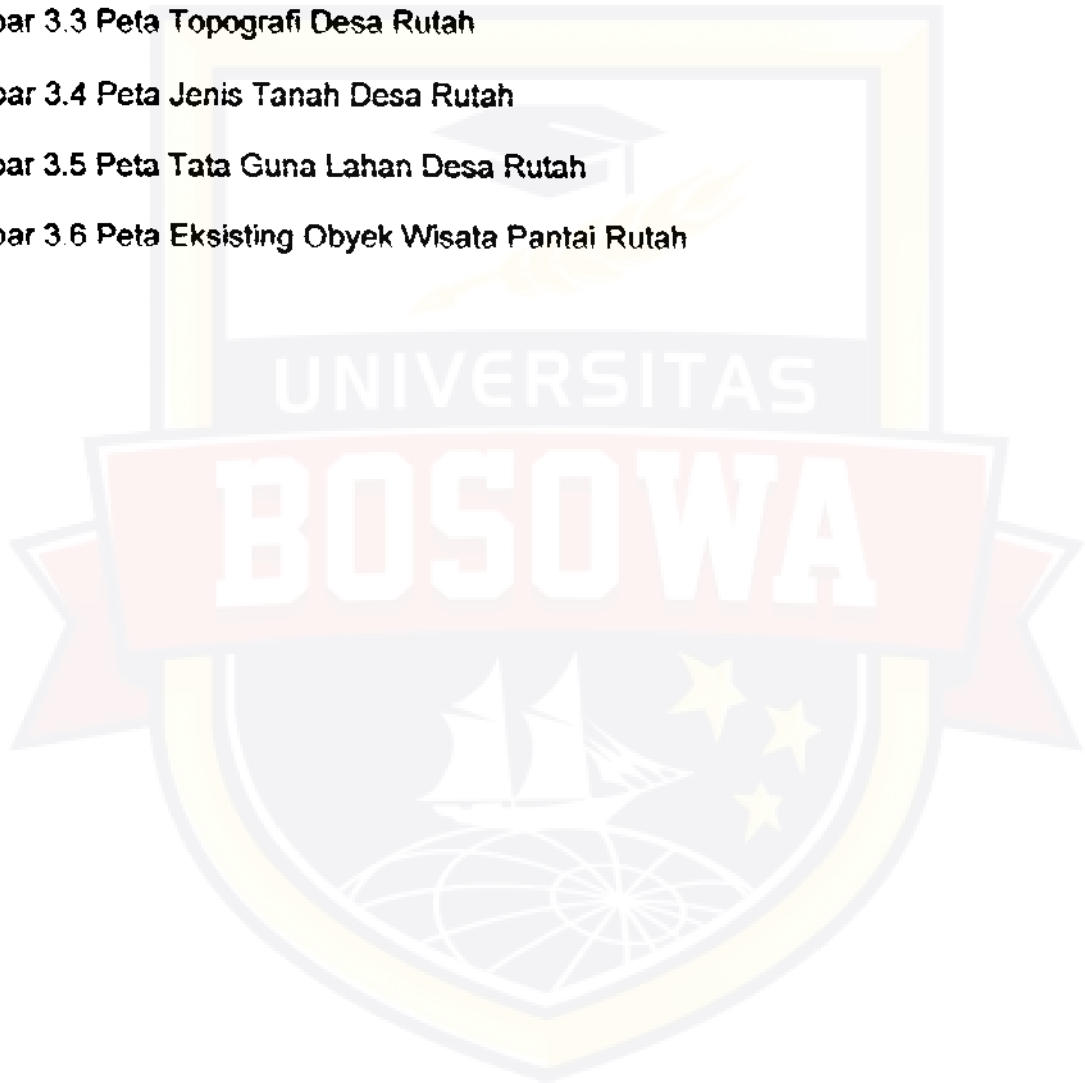 bar 3.3 Peta Topografi Desa Rutah
bar 3.4 Peta Jenis Tanah Desa Rutah
bar 3.5 Peta Tata Guna Lahan Desa Rutah
bar 3.6 Peta Eksisting Obyek Wisata Pantai Rutah
UNIVERSITAS
BOSOWA